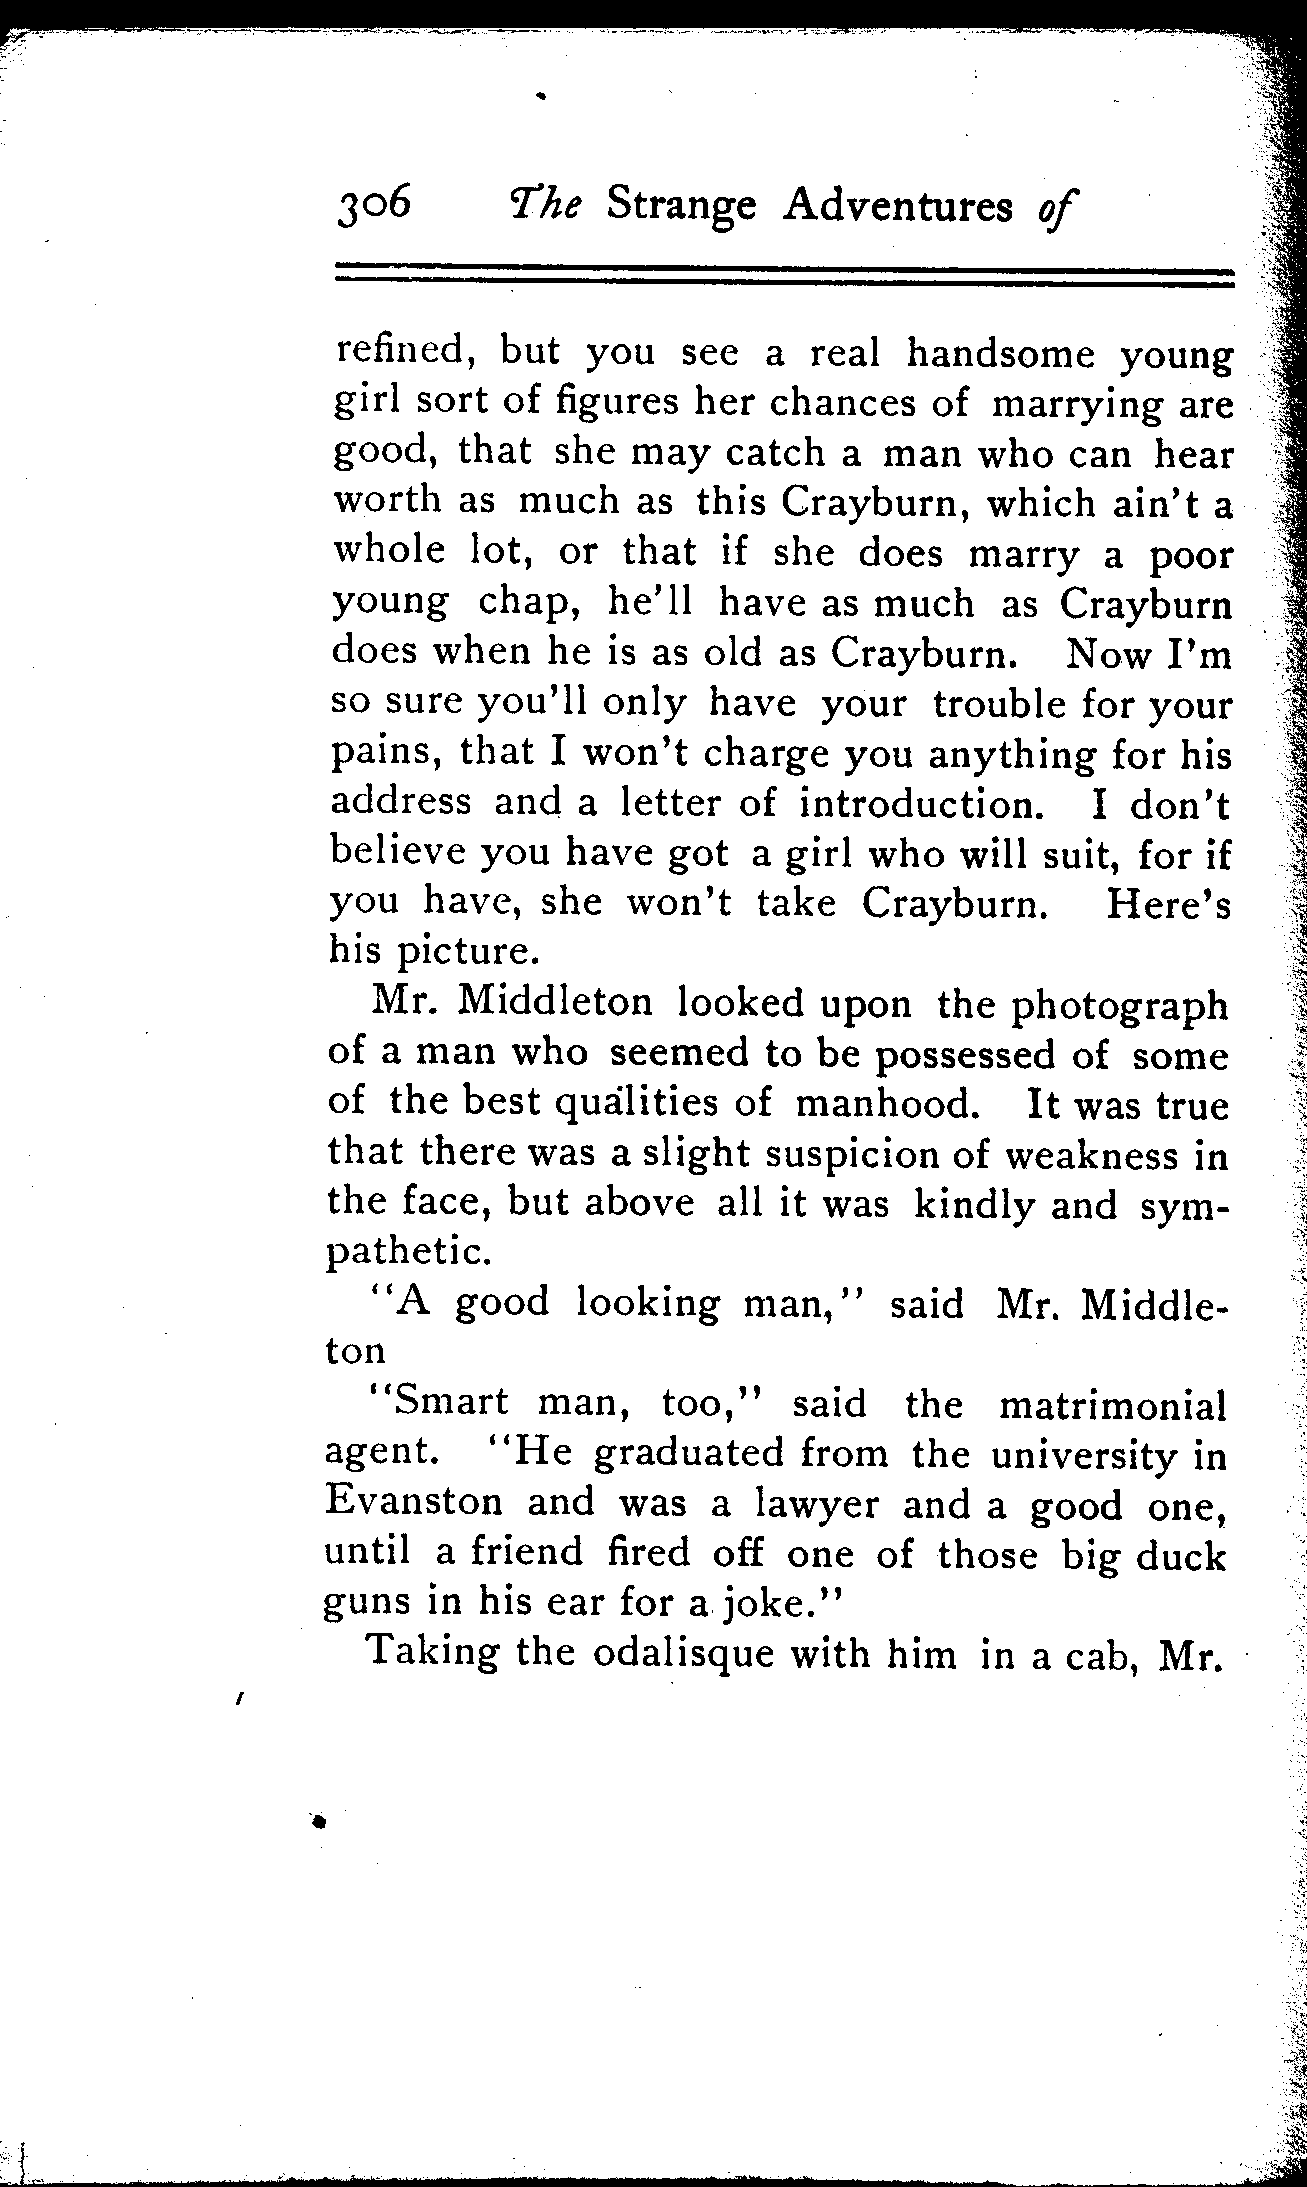 306 The Strange Adventures of
refined, but you see a real handsome young
girl sort of figures her chances of marrying are
good, that she may catch a man who can hear
worth as much as this Crayburn, which ain't a
whole lot, or that if she does marry a poor
young chap, he'll have as much as Crayburn
does when he is as old as Crayburn. Now I'm
so sure you'll only have your trouble for your
pains, that I won't charge you anything for his
address and a letter of introduction. I don't
believe you have got a girl who will suit, for if
you have, she won't take Crayburn. Here's
his picture.
Mr. Middleton looked upon the photograph
of a man who seemed to be possessed of some
of the best qualities of manhood. It was true
that there was a slight suspicion of weakness in
the face, but above all it was kindly and sym-
pathetic.
"A good looking man," said Mr. Middle-
ton
"Smart man, too," said the matrimonial
agent. "He graduated from the university in
Evanston and was a lawyer and a good one,
until a friend fired off one of those big duck
guns in his ear for a joke."
Taking the odalisque with him in a cab, Mr.